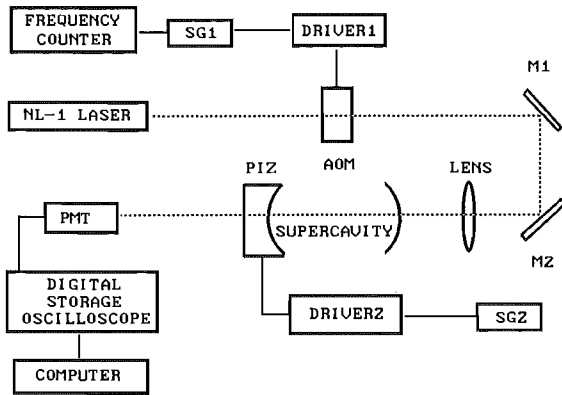 FREQUENCY
COUNTER
SG1
DRIVER1
M1
NL-1 LASER
AOM
PIZ
LENS
PMT
SUPERCAVITY
M2
DIGITAL
STORAGE
OSCILLOSCOPE
DRIVER2
SG2
COMPUTER